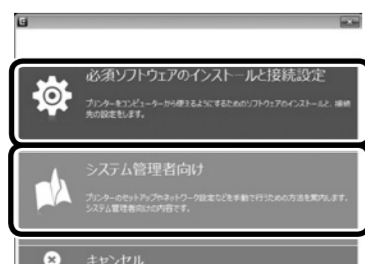 必須ソフトウェアのインストールと接続設定
プリンターをコンピューターから使えるようにするためのソフトウェアのインストールと、接続
先の設定をします。
システム管理者向け
プリンターのセットアップやネットワーク設定などを手動で行うための方法を案内します。
システム管理者向けの内容です。
キャンセル